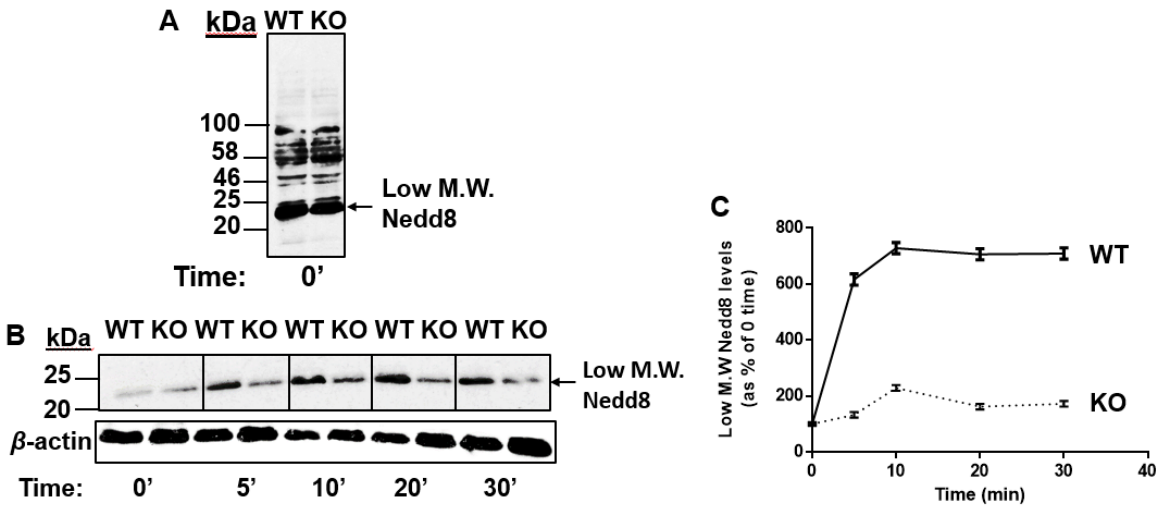 A
kDa WT KO
100
58
46
25
20
Low M.W.
Nedd8
Time: 0’
B
kDa
WT KO WT KO WT KO WT KO WT KO
25
20
Low M.W.
Nedd8
β-actin
Time: 0’ 5’ 10’ 20’ 30’
C
Low M.W Nedd8 levels
(as % of 0 time)
800
600
400
200
0
WT
KO
0 10 20 30 40
Time (min)